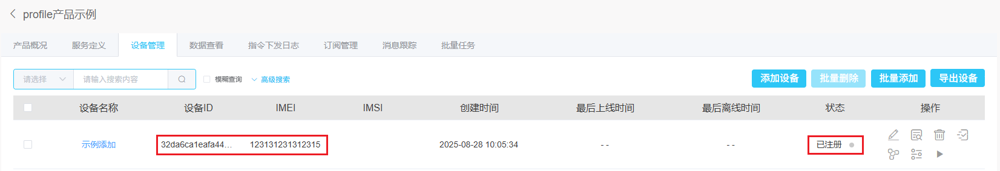 profile产品示例
产品概况 服务定义 设备管理 数据查看 指令下发日志 订阅管理 消息跟踪 批量任务
请选择 请输入搜索内容 模糊查询 高级搜索 添加设备 批量删除 批量添加 导出设备
设备名称 设备ID IMEI IMSI 创建时间 最后上线时间 最后离线时间 状态 操作
示例添加 32da6ca1eafa44... 123131231312315 2025-08-28 10:05:34 -- -- 已注册